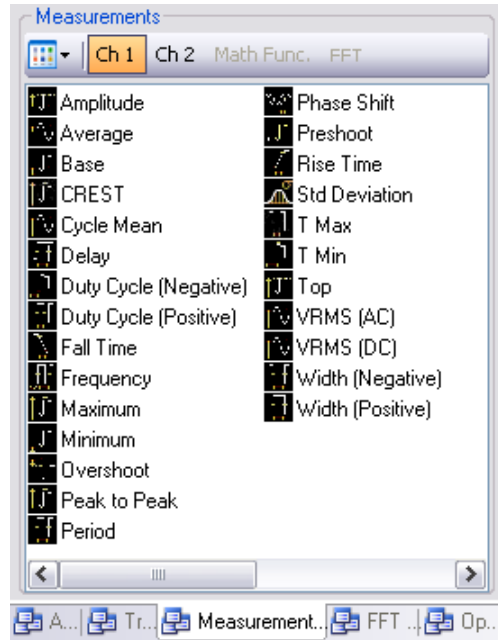 Measurements
Ch 1 Ch 2 Math Func. FFT
Amplitude
Average
Base
CREST
Cycle Mean
Delay
Duty Cycle (Negative)
Duty Cycle (Positive)
Fall Time
Frequency
Maximum
Minimum
Overshoot
Peak to Peak
Period
Phase Shift
Preshoot
Rise Time
Std Deviation
T Max
T Min
Top
VRMS (AC)
VRMS (DC)
Width (Negative)
Width (Positive)
A... Tr... Measurement... FFT ... Op...